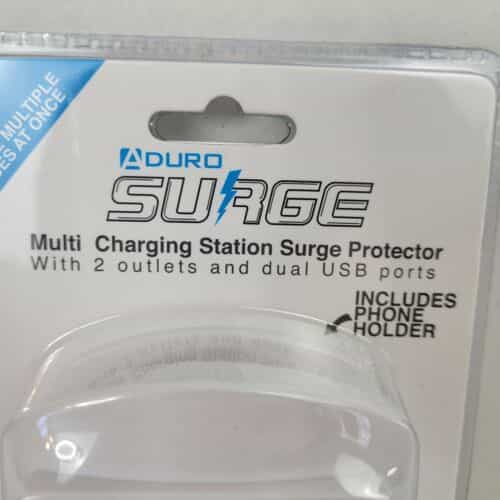 MULTIPLE
AT ONCE
ADURO
SURGE
Multi Charging Station Surge Protector
With 2 outlets and dual USB ports
INCLUDES
PHONE
HOLDER